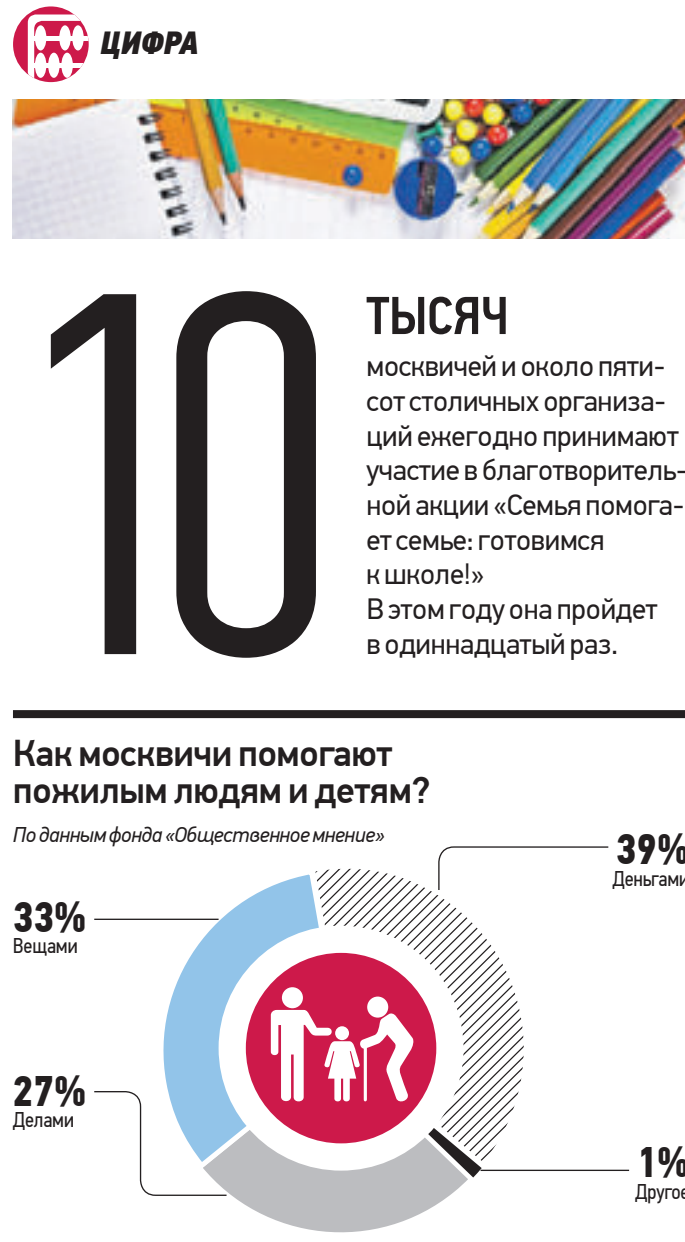 ЦИФРА
10
ТЫСЯЧ
москвичей и около пяти-
сот столичных организа-
ций ежегодно принимают
участие в благотворитель-
ной акции «Семья помога-
ет семье: готовимся
к школе!»
В этом году она пройдет
в одиннадцатый раз.
Как москвичи помогают
пожилым людям и детям?
По данным фонда «Общественное мнение»
39%
Деньгами
33%
Вещами
27%
Делами
1%
Другое